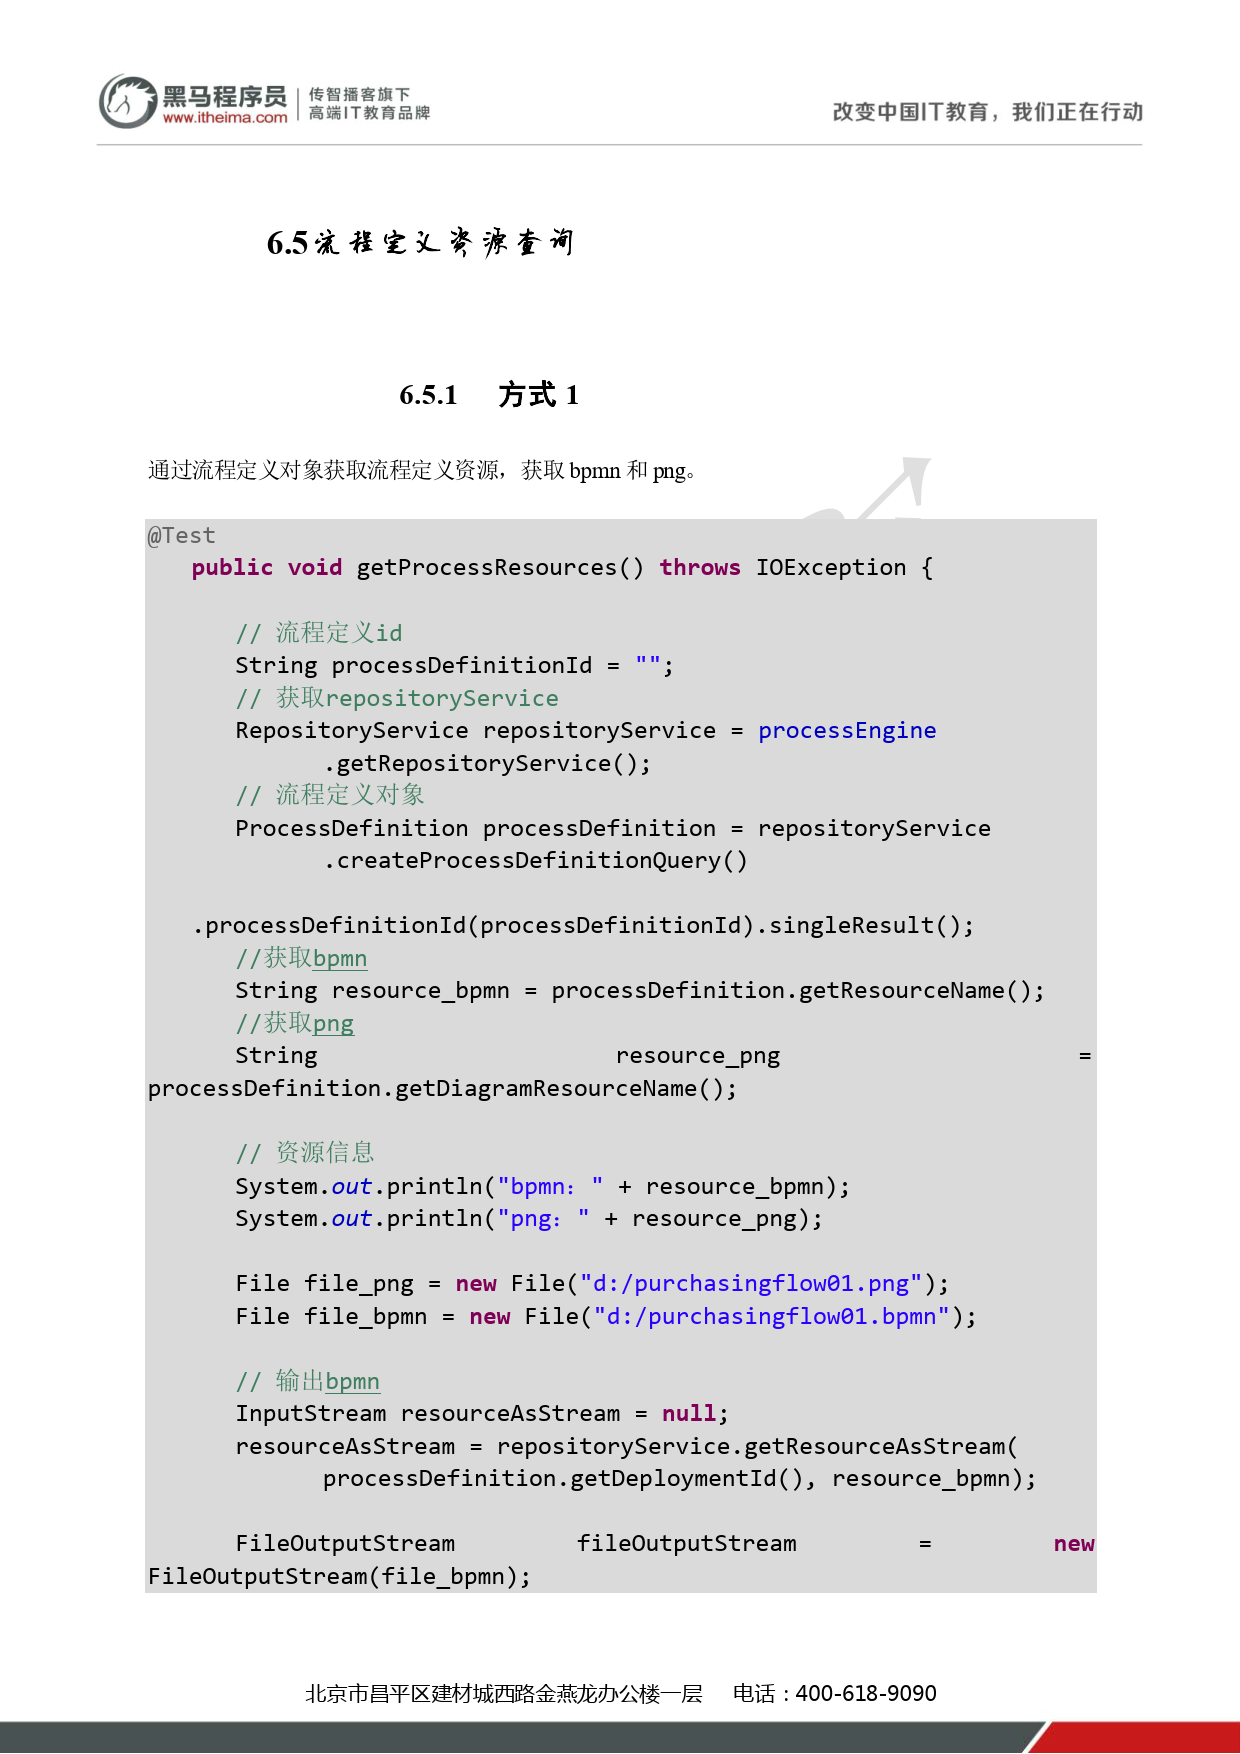 黑马程序员
www.itheima.com
传智播客旗下
高端IT教育品牌
改变中国IT教育，我们正在行动
6.5流程定义资源查询
6.5.1 方式 1
通过流程定义对象获取流程定义资源，获取 bpmn 和 png。
@Test
public void getProcessResources() throws IOException {
// 流程定义id
String processDefinitionId = "";
// 获取repositoryService
RepositoryService repositoryService = processEngine
.getRepositoryService();
// 流程定义对象
ProcessDefinition processDefinition = repositoryService
.createProcessDefinitionQuery()
.processDefinitionId(processDefinitionId).singleResult();
//获取bpmn
String resource_bpmn = processDefinition.getResourceName();
//获取png
String resource_png =
processDefinition.getDiagramResourceName();
// 资源信息
System.out.println("bpmn：" + resource_bpmn);
System.out.println("png：" + resource_png);
File file_png = new File("d:/purchasingflow01.png");
File file_bpmn = new File("d:/purchasingflow01.bpmn");
// 输出bpmn
InputStream resourceAsStream = null;
resourceAsStream = repositoryService.getResourceAsStream(
processDefinition.getDeploymentId(), resource_bpmn);
FileOutputStream fileOutputStream = new
FileOutputStream(file_bpmn);
北京市昌平区建材城西路金燕龙办公楼一层 电话：400-618-9090